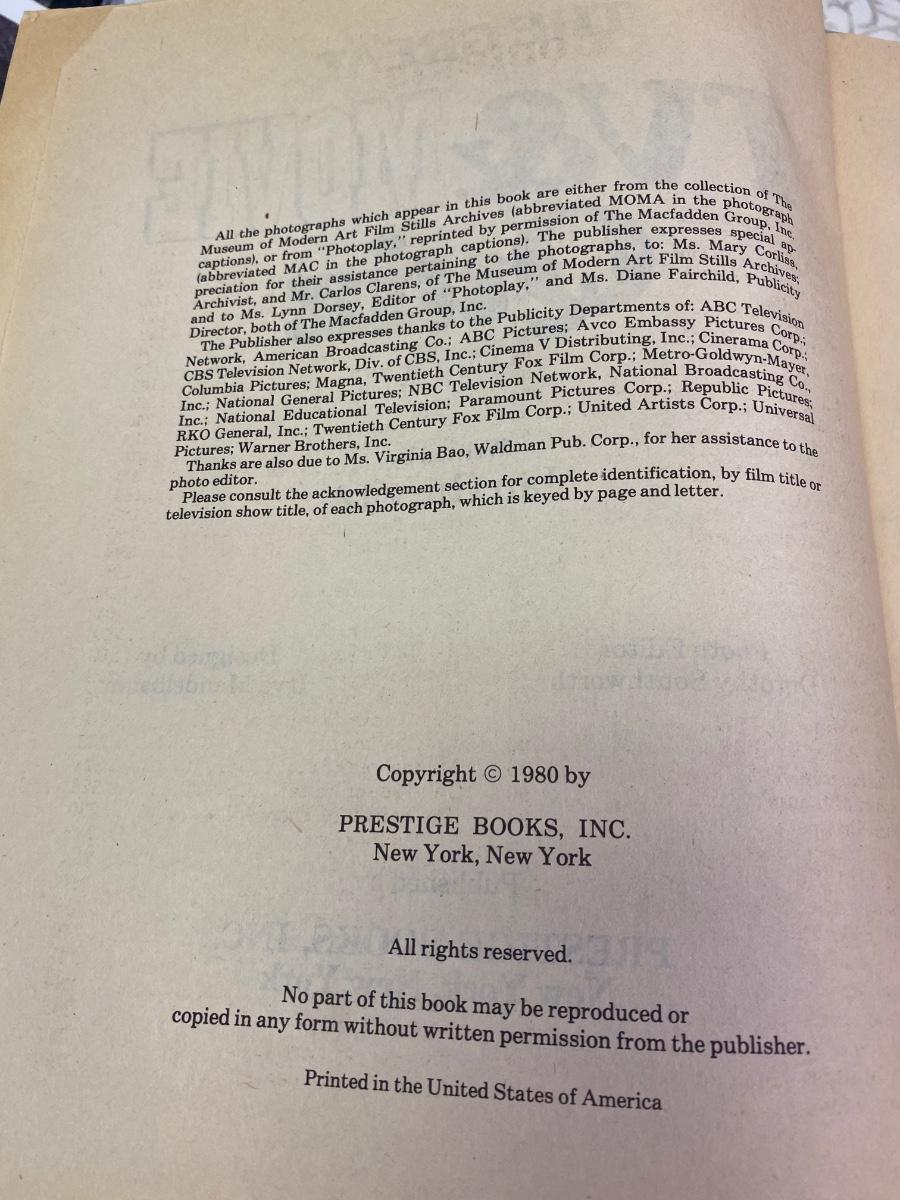 All the photographs which appear in this book are either from the collection of The
Museum of Modern Art Film Stills Archives (abbreviated MOMA in the photograph
captions), or from "Photoplay," reprinted by permission of The Macfadden Group, Inc.
(abbreviated MAC in the photograph captions). The publisher expresses special ap-
preciation for their assistance pertaining to the photographs, to: Ms. Mary Corliss,
Archivist, and Mr. Carlos Clarens, of The Museum of Modern Art Film Stills Archives;
and to Ms. Lynn Dorsey, Editor of "Photoplay," and Ms. Diane Fairchild, Publicity
Director, both of The Macfadden Group, Inc.
The Publisher also expresses thanks to the Publicity Departments of: ABC Television
Network, American Broadcasting Co.; ABC Pictures; Avco Embassy Pictures Corp.;
CBS Television Network, Div. of CBS, Inc.; Cinema V Distributing, Inc.; Cinerama Corp.;
Columbia Pictures; Magna, Twentieth Century Fox Film Corp.; Metro-Goldwyn-Mayer,
Inc.; National General Pictures; NBC Television Network, National Broadcasting Co.,
Inc.; National Educational Television; Paramount Pictures Corp.; Republic Pictures;
RKO General, Inc.; Twentieth Century Fox Film Corp.; United Artists Corp.; Universal
Pictures; Warner Brothers, Inc.
Thanks are also due to Ms. Virginia Bao, Waldman Pub. Corp., for her assistance to the
photo editor.
Please consult the acknowledgement section for complete identification, by film title or
television show title, of each photograph, which is keyed by page and letter.
Copyright © 1980 by
PRESTIGE BOOKS, INC.
New York, New York
All rights reserved.
No part of this book may be reproduced or
copied in any form without written permission from the publisher.
Printed in the United States of America